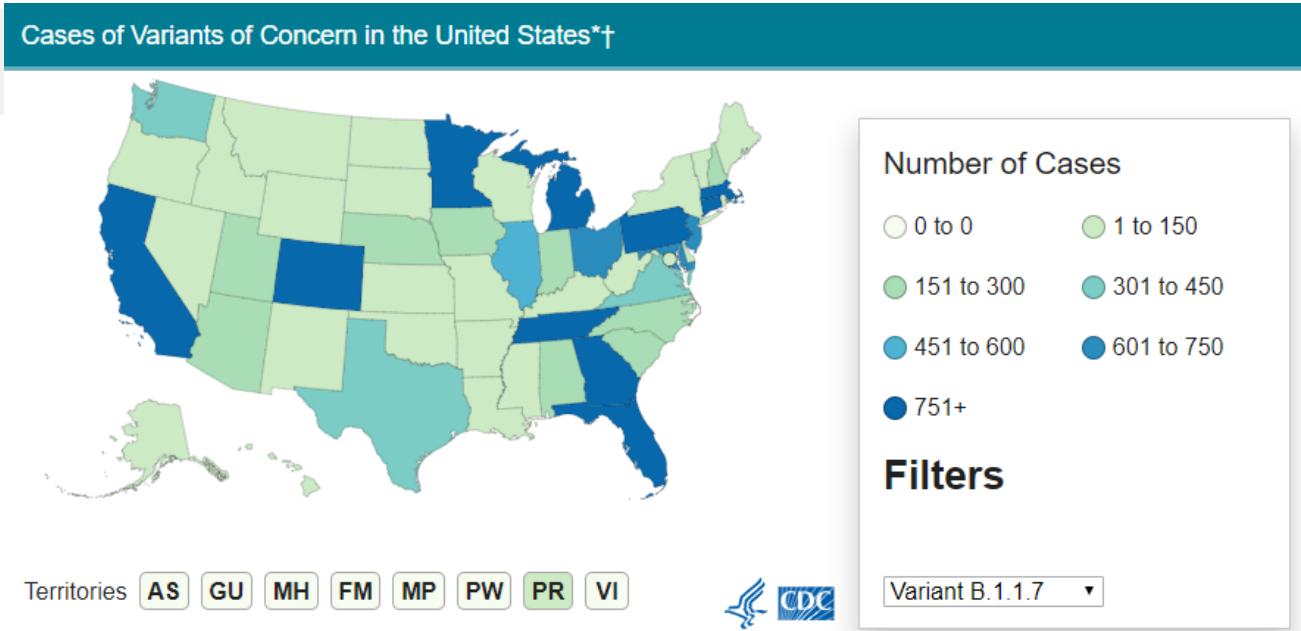 Cases of Variants of Concern in the United States*†
Number of Cases
0 to 0
1 to 150
151 to 300
301 to 450
451 to 600
601 to 750
751+
Filters
Variant B.1.1.7
Territories AS GU MH FM MP PW PR VI
CDC